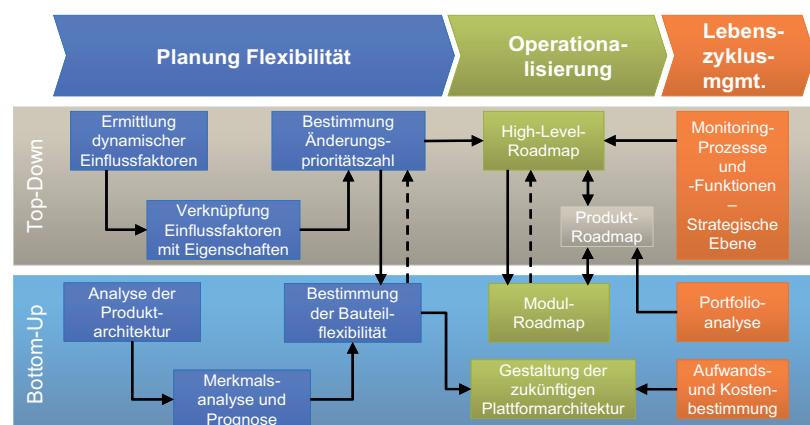 Planung Flexibilität
Operationa-
lisierung
Lebens-
zyklus-
mgmt.
Top-Down
Ermittlung
dynamischer
Einflussfaktoren
Verknüpfung
Einflussfaktoren
mit Eigenschaften
Bestimmung
Änderungs-
prioritätszahl
High-Level-
Roadmap
Produkt-
Roadmap
Monitoring-
Prozesse
und
-Funktionen
–
Strategische
Ebene
Bottom-Up
Analyse der
Produkt-
architektur
Merkmals-
analyse und
Prognose
Bestimmung
der Bauteil-
flexibilität
Modul-
Roadmap
Gestaltung der
zukünftigen
Plattformarchitektur
Portfolio-
analyse
Aufwands-
und Kosten-
bestimmung